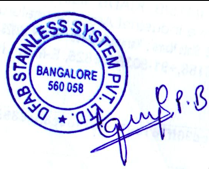 DFAB STAINLESS SYSTEM PVT. LTD. ★
BANGALORE
560 058
P.B